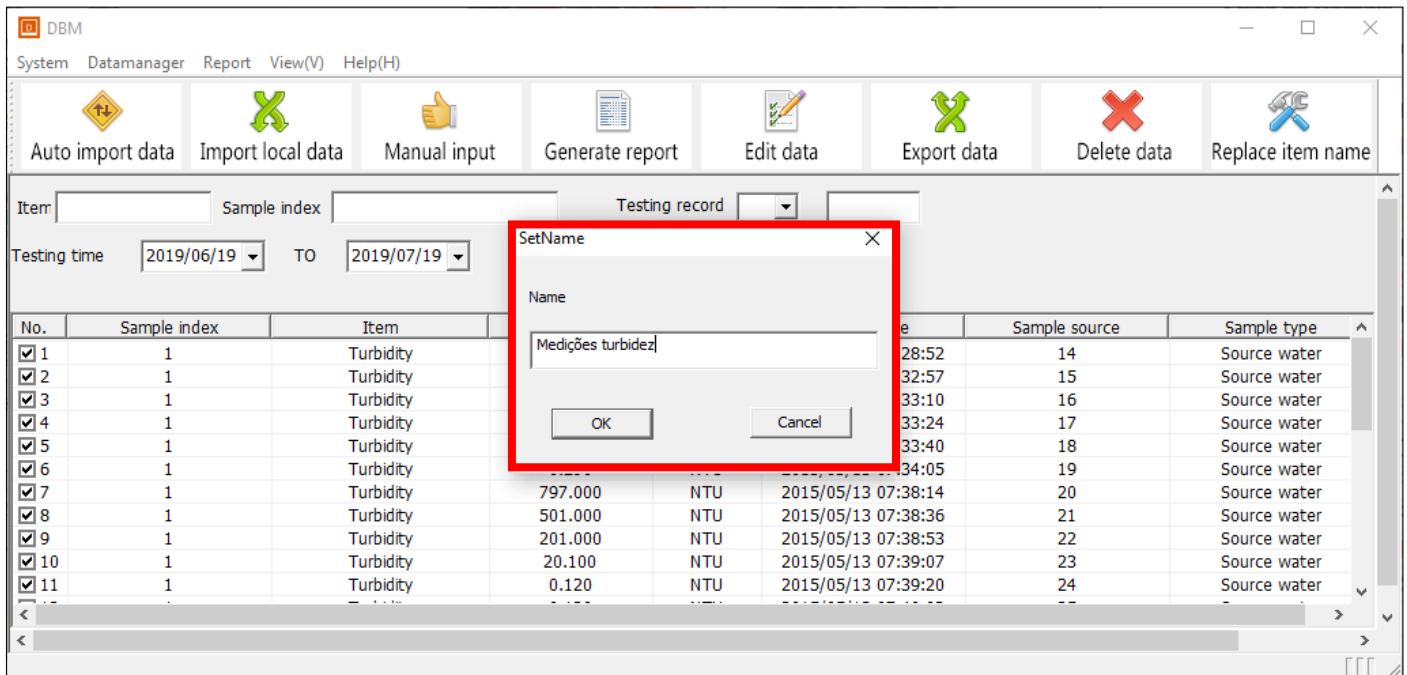 DBM
System Datamanager Report View(V) Help(H)
Auto import data Import local data Manual input Generate report Edit data Export data Delete data Replace item name
Item Sample index Testing record
Testing time 2019/06/19 TO 2019/07/19
SetName
Name
Medições turbidez
OK Cancel
No. Sample index Item Sample source Sample type
1 1 Turbidity 28:52 14 Source water
2 1 Turbidity 32:57 15 Source water
3 1 Turbidity 33:10 16 Source water
4 1 Turbidity 33:24 17 Source water
5 1 Turbidity 33:40 18 Source water
6 1 Turbidity 34:05 19 Source water
7 1 Turbidity 797.000 NTU 2015/05/13 07:38:14 20 Source water
8 1 Turbidity 501.000 NTU 2015/05/13 07:38:36 21 Source water
9 1 Turbidity 201.000 NTU 2015/05/13 07:38:53 22 Source water
10 1 Turbidity 20.100 NTU 2015/05/13 07:39:07 23 Source water
11 1 Turbidity 0.120 NTU 2015/05/13 07:39:20 24 Source water